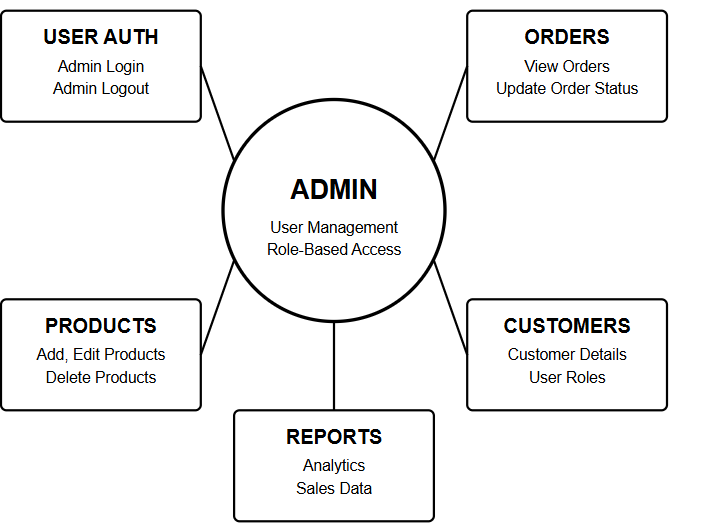 USER AUTH
Admin Login
Admin Logout
ORDERS
View Orders
Update Order Status
ADMIN
User Management
Role-Based Access
PRODUCTS
Add, Edit Products
Delete Products
CUSTOMERS
Customer Details
User Roles
REPORTS
Analytics
Sales Data